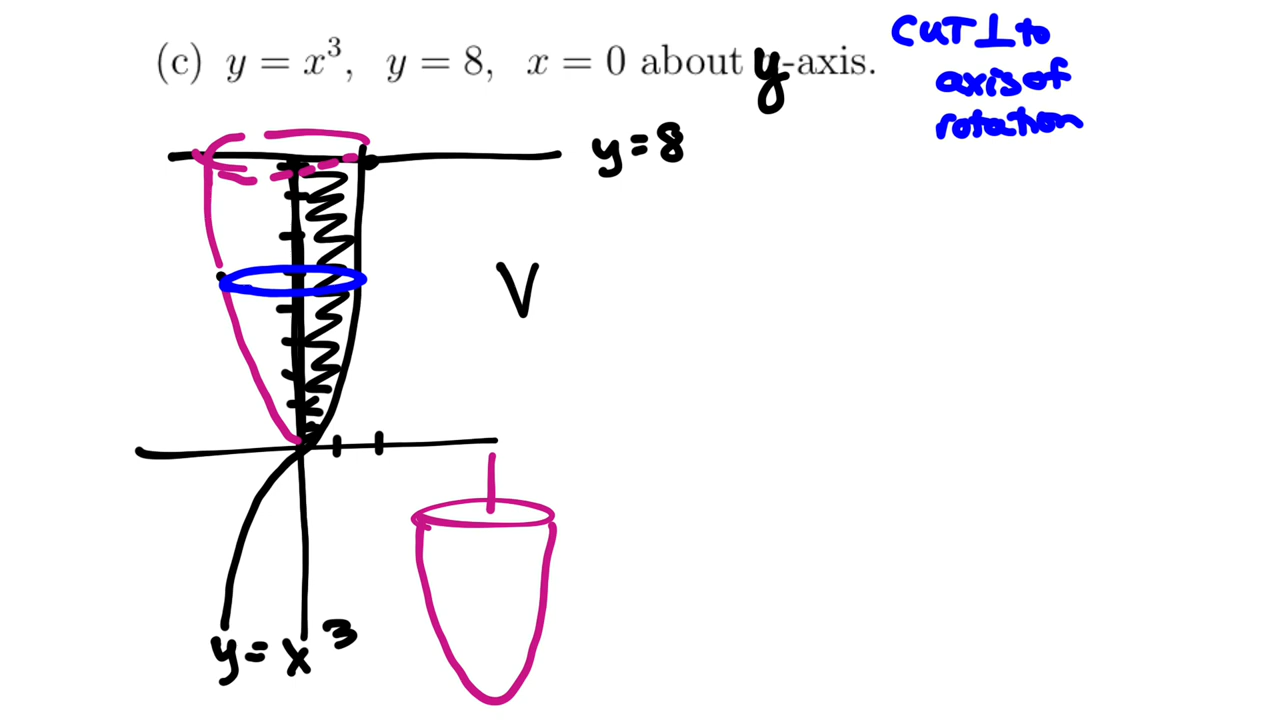 (c) y = x³, y = 8, x = 0 about y-axis.
CUT ⊥ to
axis of
rotation
y = 8
V
y = x³